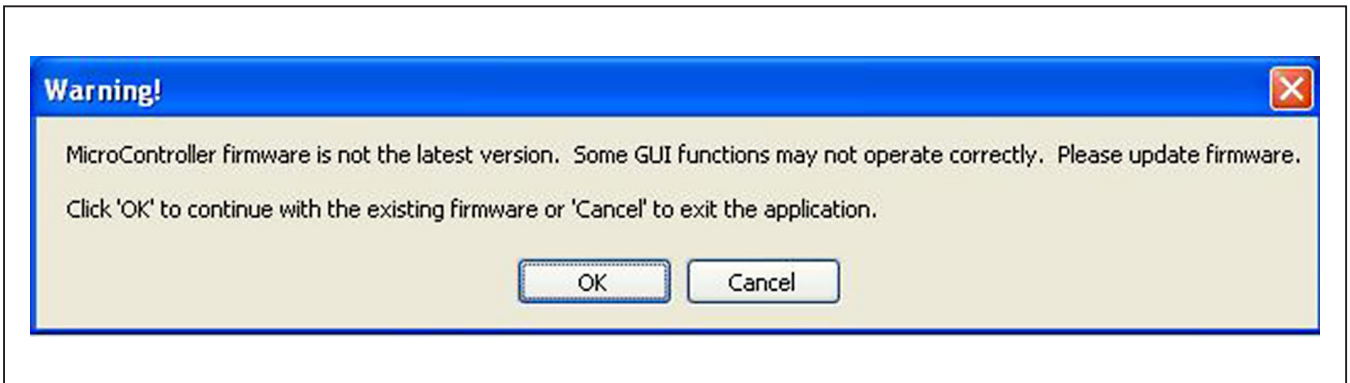 Warning!
MicroController firmware is not the latest version.  Some GUI functions may not operate correctly.  Please update firmware.
Click 'OK' to continue with the existing firmware or 'Cancel' to exit the application.
OK
Cancel